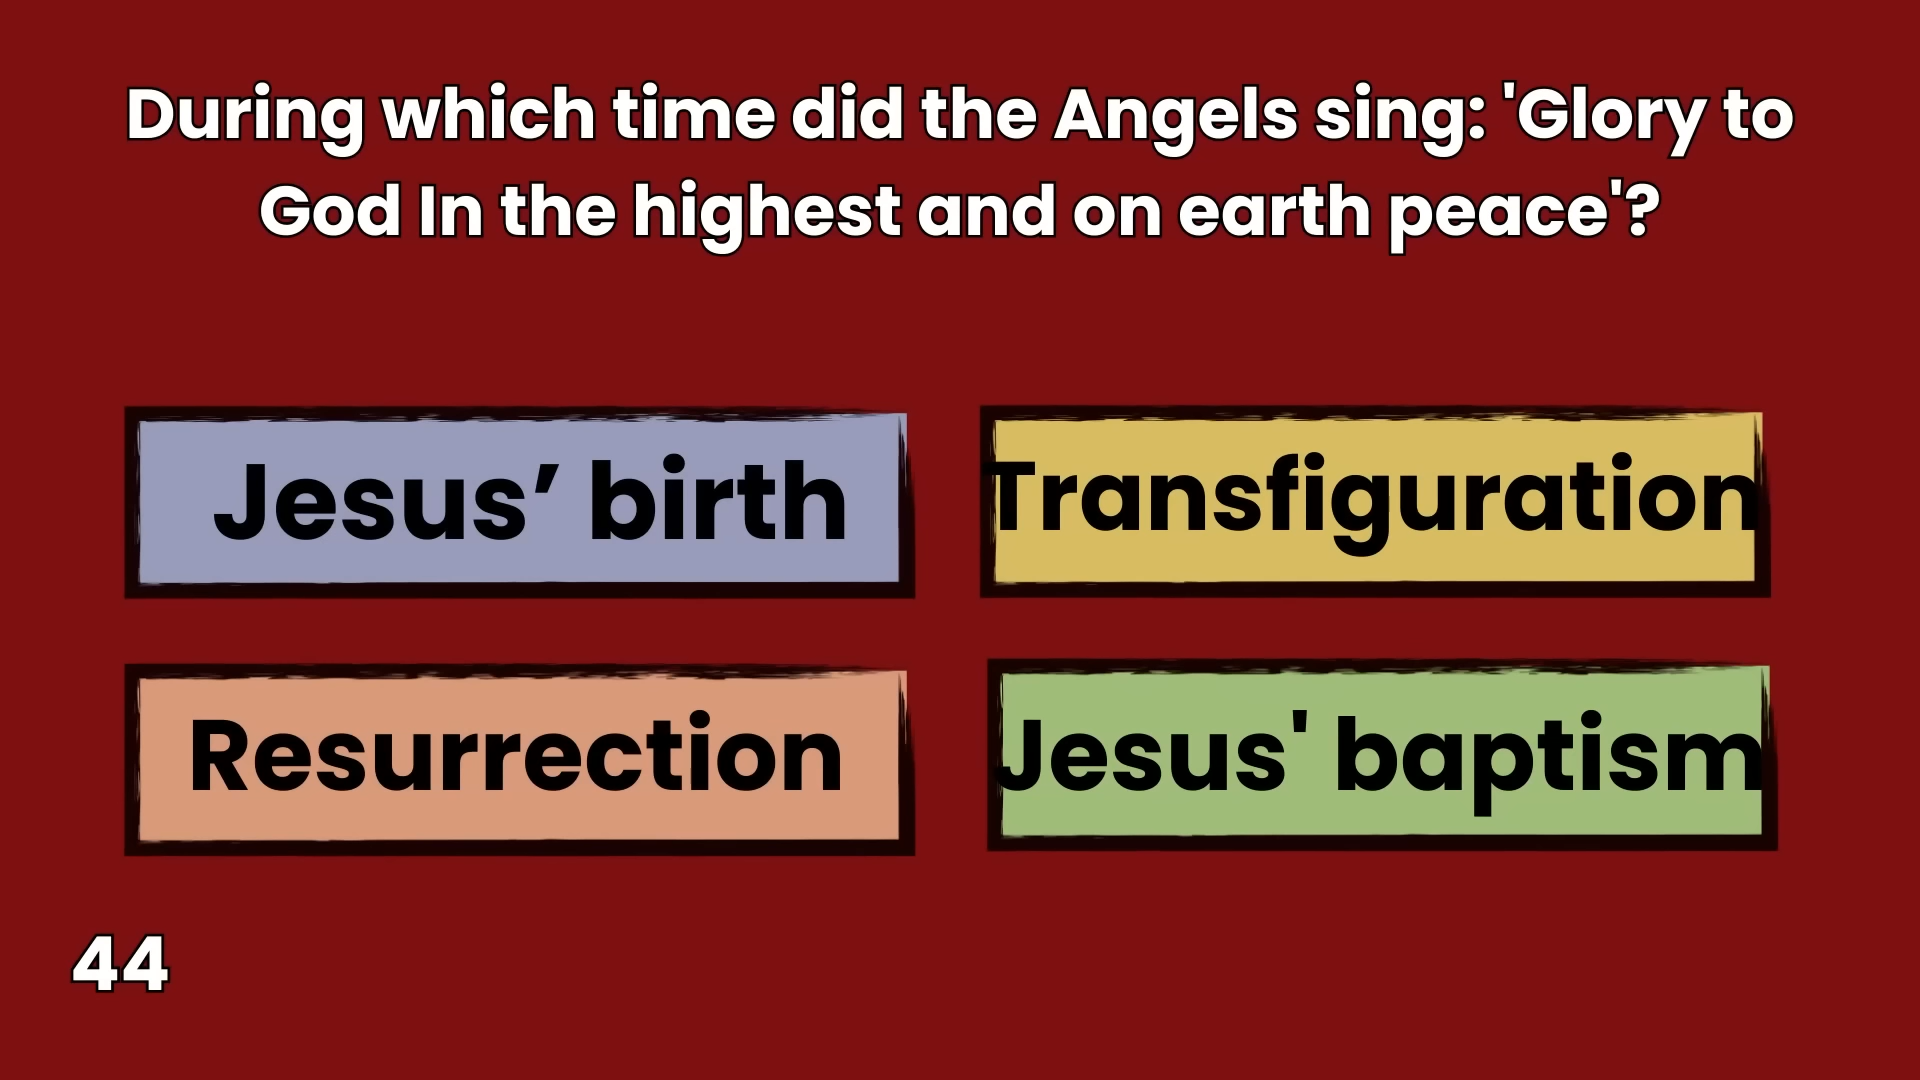 During which time did the Angels sing: 'Glory to
God In the highest and on earth peace'?
Jesus’ birth
Transfiguration
Resurrection
Jesus' baptism
44